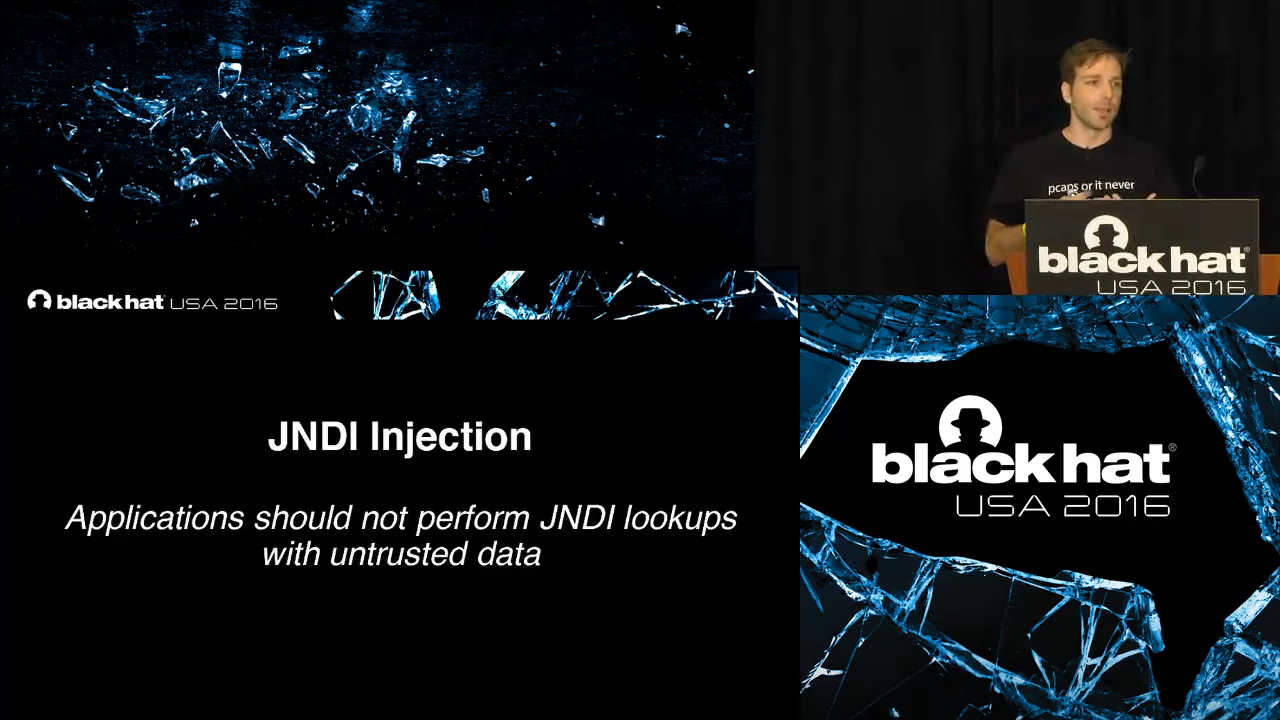 pcaps or it never
black hat®
USA 2016
black hat USA 2016
JNDI Injection
Applications should not perform JNDI lookups
with untrusted data
black hat®
USA 2016